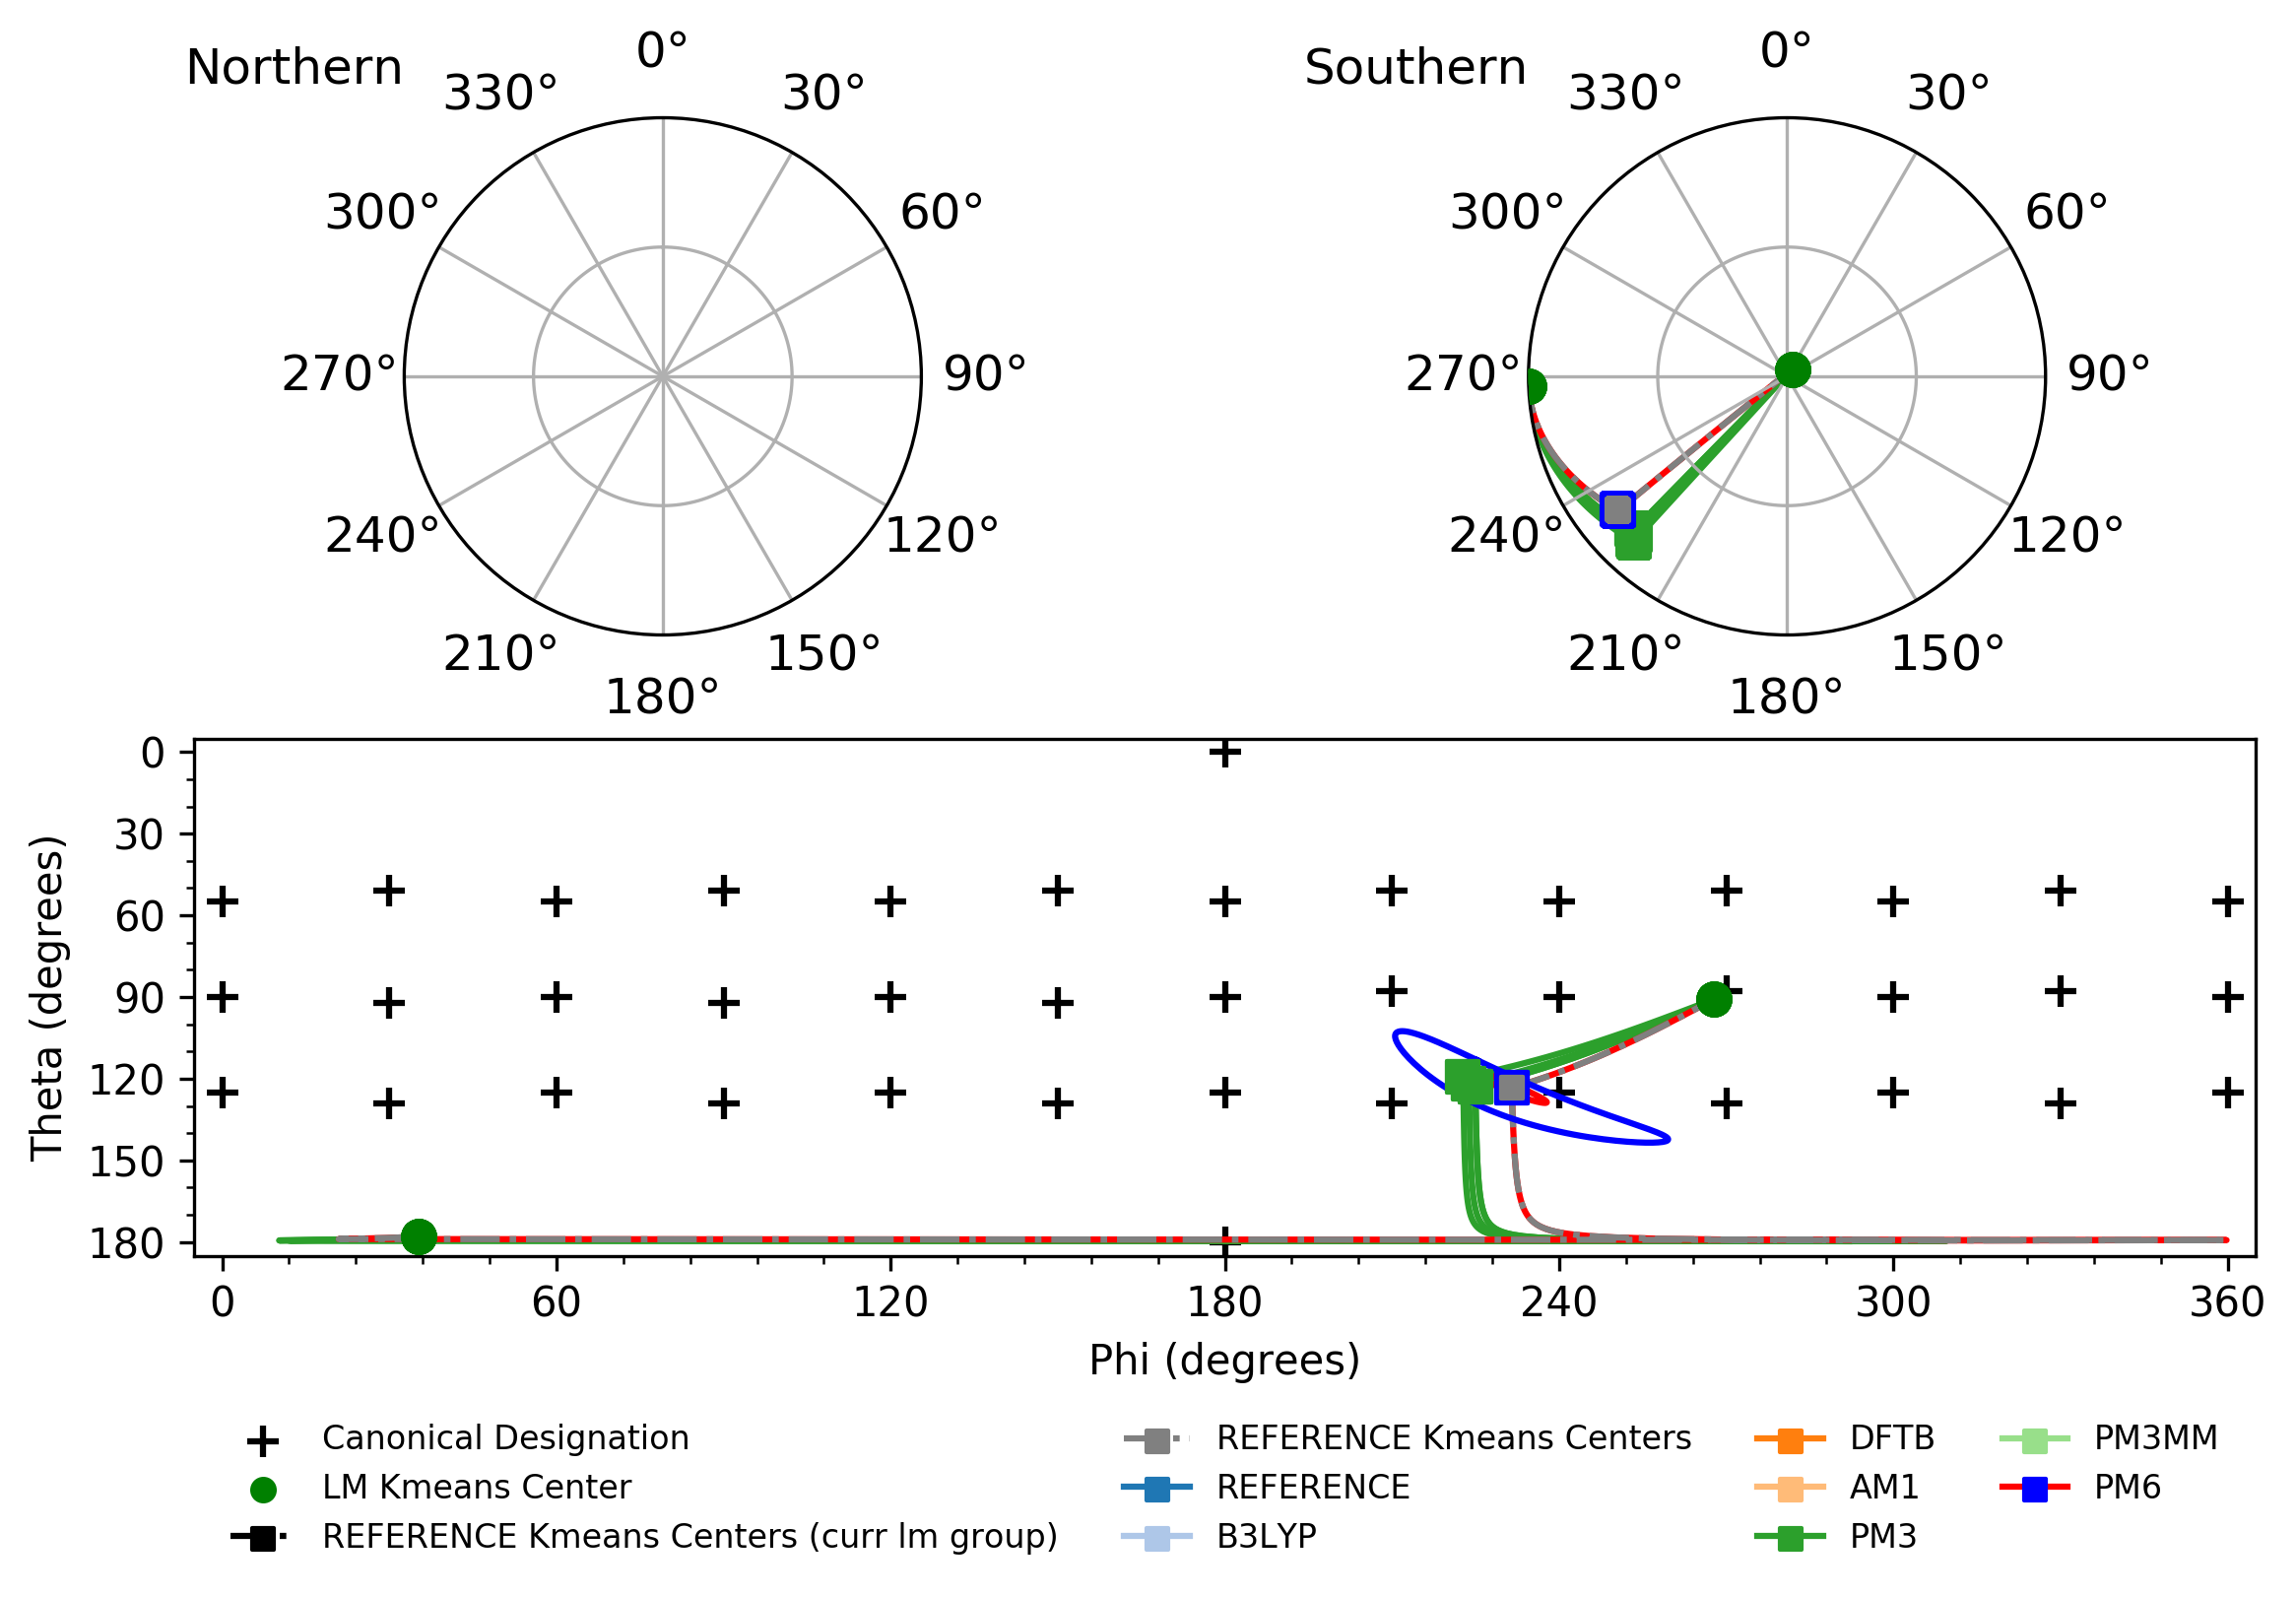 Northern
0°
30°
60°
90°
120°
150°
180°
210°
240°
270°
300°
330°
Southern
0°
30°
60°
90°
120°
150°
180°
210°
240°
270°
300°
330°
Theta (degrees)
0
30
60
90
120
150
180
0
60
120
180
240
300
360
Phi (degrees)
Canonical Designation
LM Kmeans Center
REFERENCE Kmeans Centers (curr lm group)
REFERENCE Kmeans Centers
REFERENCE
B3LYP
DFTB
AM1
PM3
PM3MM
PM6